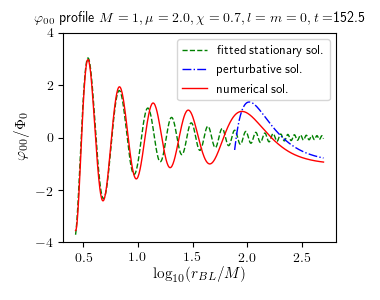 φ₀₀ profile M = 1, μ = 2.0, χ = 0.7, l = m = 0, t =152.5
fitted stationary sol.
perturbative sol.
numerical sol.
φ₀₀/Φ₀
4
2
0
−2
−4
0.5 1.0 1.5 2.0 2.5
log₁₀(r_BL/M)